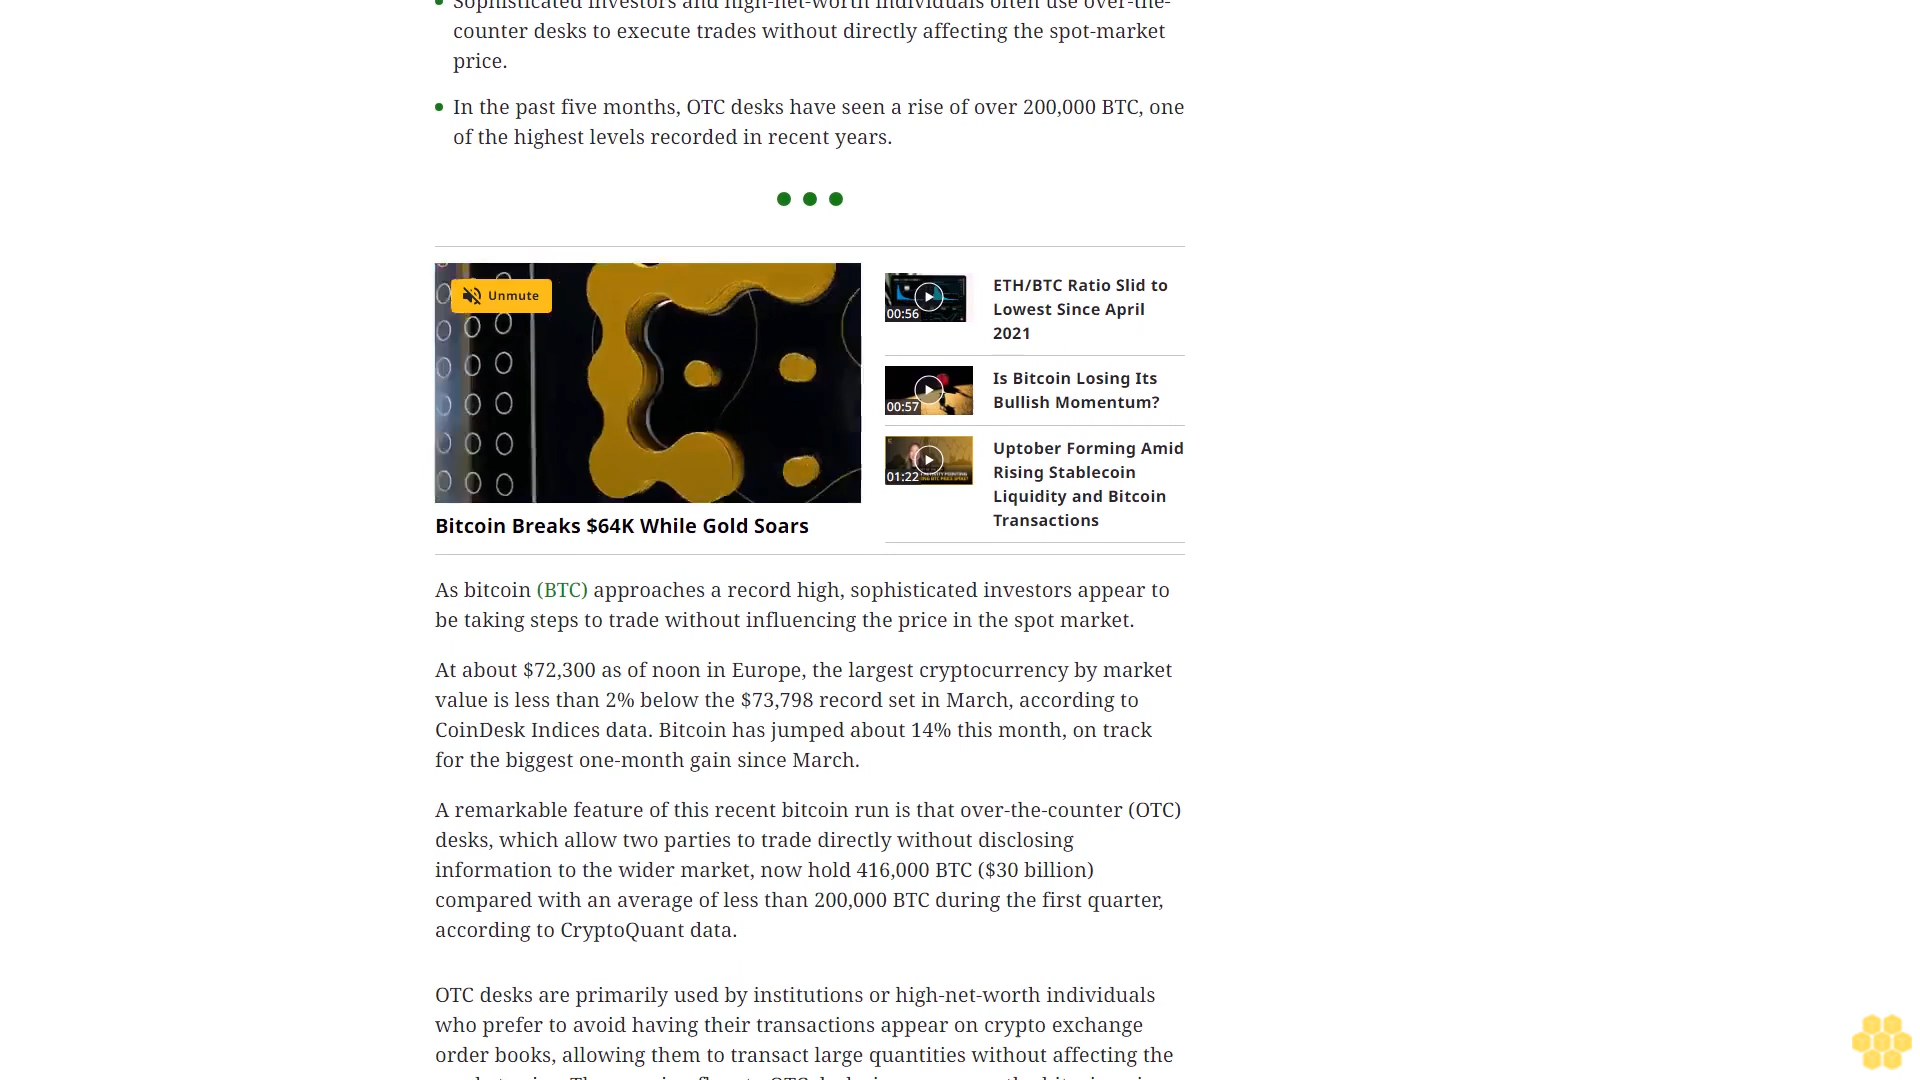 Sophisticated investors and high-net-worth individuals often use over-the-
counter desks to execute trades without directly affecting the spot-market
price.
In the past five months, OTC desks have seen a rise of over 200,000 BTC, one
of the highest levels recorded in recent years.
Unmute
Bitcoin Breaks $64K While Gold Soars
00:56
ETH/BTC Ratio Slid to
Lowest Since April
2021
00:57
Is Bitcoin Losing Its
Bullish Momentum?
01:22
Uptober Forming Amid
Rising Stablecoin
Liquidity and Bitcoin
Transactions
As bitcoin (BTC) approaches a record high, sophisticated investors appear to
be taking steps to trade without influencing the price in the spot market.
At about $72,300 as of noon in Europe, the largest cryptocurrency by market
value is less than 2% below the $73,798 record set in March, according to
CoinDesk Indices data. Bitcoin has jumped about 14% this month, on track
for the biggest one-month gain since March.
A remarkable feature of this recent bitcoin run is that over-the-counter (OTC)
desks, which allow two parties to trade directly without disclosing
information to the wider market, now hold 416,000 BTC ($30 billion)
compared with an average of less than 200,000 BTC during the first quarter,
according to CryptoQuant data.
OTC desks are primarily used by institutions or high-net-worth individuals
who prefer to avoid having their transactions appear on crypto exchange
order books, allowing them to transact large quantities without affecting the